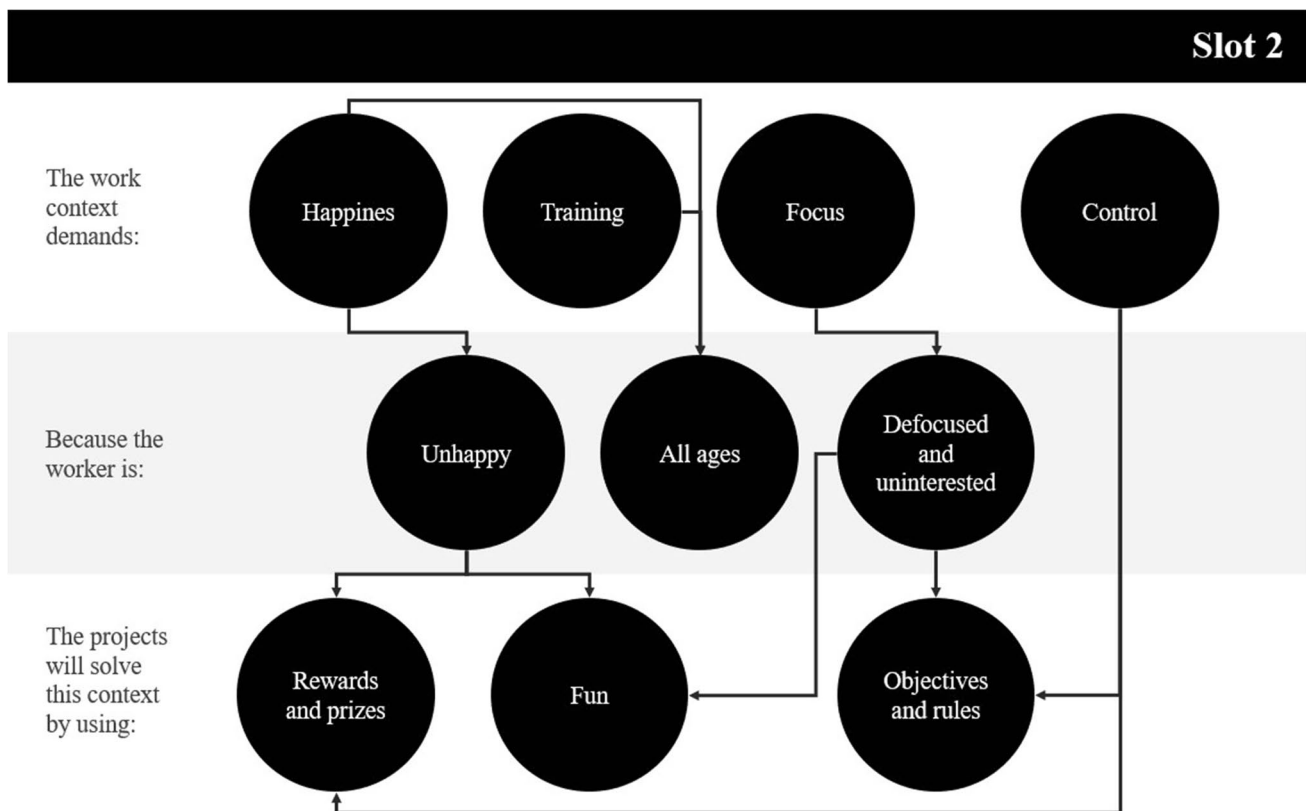 Slot 2
The work
context
demands:
Happines
Training
Focus
Control
Because the
worker is:
Unhappy
All ages
Defocused
and
uninterested
The projects
will solve
this context
by using:
Rewards
and prizes
Fun
Objectives
and rules